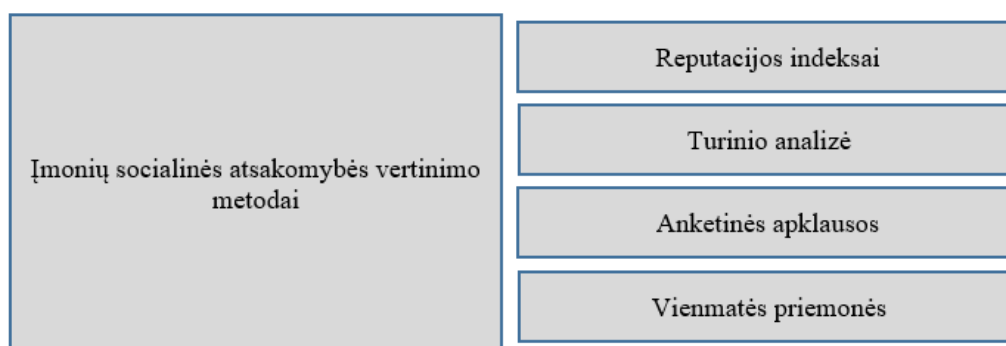 Įmonių socialinės atsakomybės vertinimo
metodai
Reputacijos indeksai
Turinio analizė
Anketinės apklausos
Vienmatės priemonės